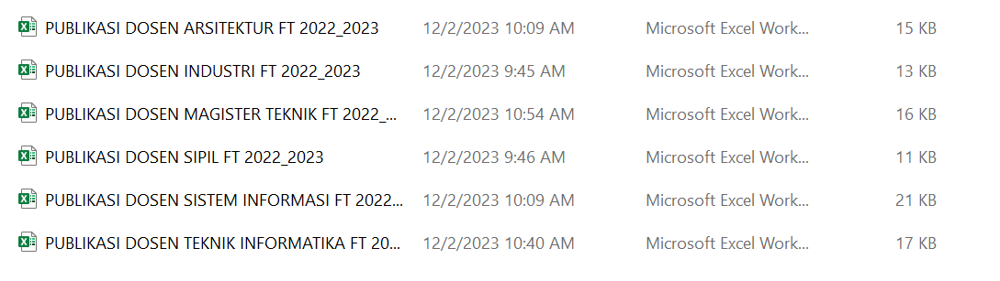 PUBLIKASI DOSEN ARSITEKTUR FT 2022_2023 12/2/2023 10:09 AM Microsoft Excel Work... 15 KB
PUBLIKASI DOSEN INDUSTRI FT 2022_2023 12/2/2023 9:45 AM Microsoft Excel Work... 13 KB
PUBLIKASI DOSEN MAGISTER TEKNIK FT 2022_... 12/2/2023 10:54 AM Microsoft Excel Work... 16 KB
PUBLIKASI DOSEN SIPIL FT 2022_2023 12/2/2023 9:46 AM Microsoft Excel Work... 11 KB
PUBLIKASI DOSEN SISTEM INFORMASI FT 2022... 12/2/2023 10:09 AM Microsoft Excel Work... 21 KB
PUBLIKASI DOSEN TEKNIK INFORMATIKA FT 20... 12/2/2023 10:40 AM Microsoft Excel Work... 17 KB